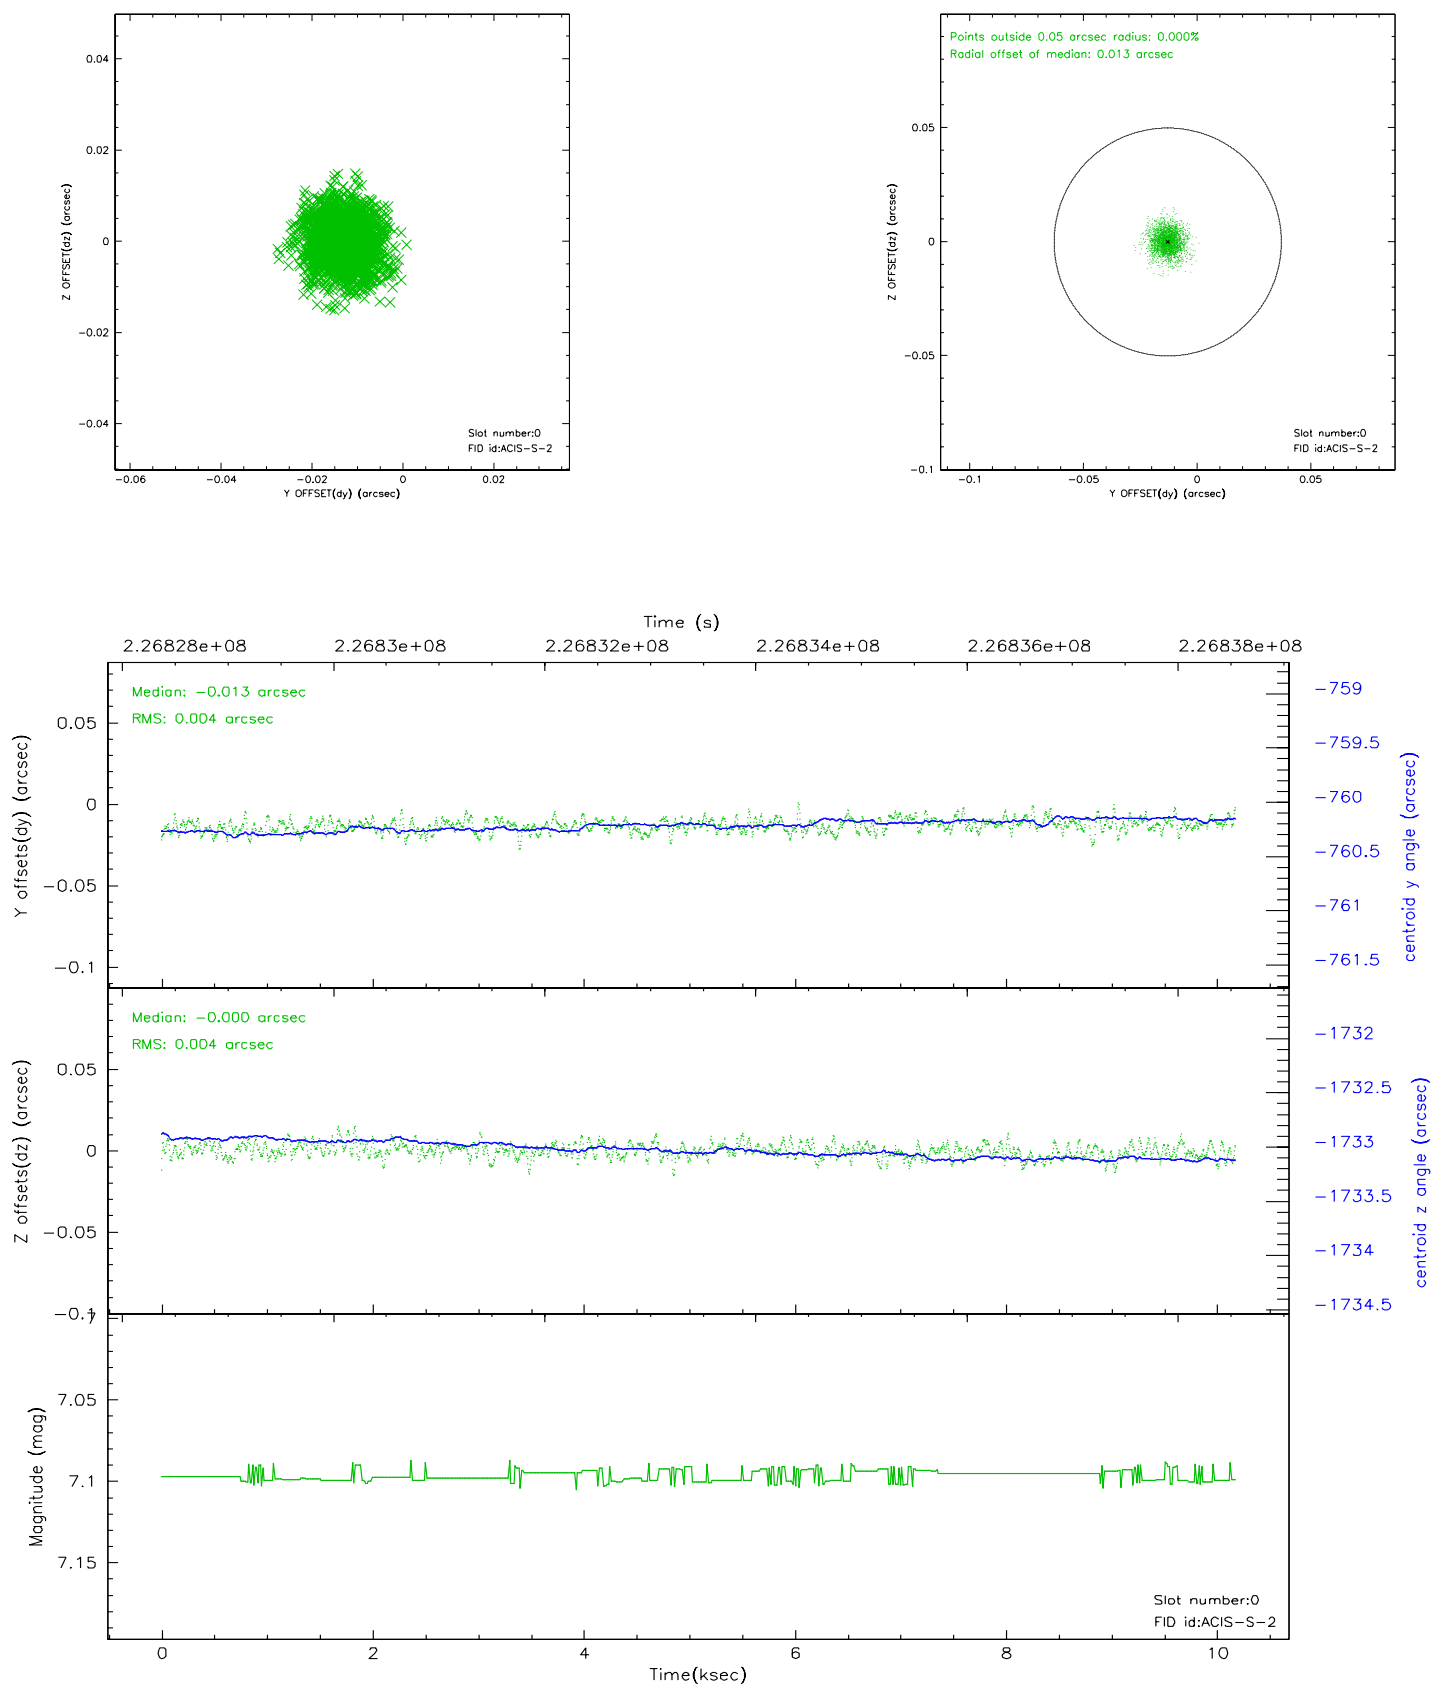 0.04
0.02
0
-0.02
-0.04
Z OFFSET(dz) (arcsec)
Slot number:0
FID id:ACIS-S-2
-0.06 -0.04 -0.02 0 0.02
Y OFFSET(dy) (arcsec)
Points outside 0.05 arcsec radius: 0.000%
Radial offset of median: 0.013 arcsec
0.05
0
-0.05
-0.1
Z OFFSET(dz) (arcsec)
Slot number:0
FID id:ACIS-S-2
-0.1 -0.05 0 0.05
Y OFFSET(dy) (arcsec)
Time (s)
2.26828e+08 2.2683e+08 2.26832e+08 2.26834e+08 2.26836e+08 2.26838e+08
Median: -0.013 arcsec
RMS: 0.004 arcsec
0.05
0
-0.05
-0.1
Y offsets(dy) (arcsec)
-759
-759.5
-760
-760.5
-761
-761.5
centroid y angle (arcsec)
Median: -0.000 arcsec
RMS: 0.004 arcsec
0.05
0
-0.05
-0.1
Z offsets(dz) (arcsec)
-1732
-1732.5
-1733
-1733.5
-1734
-1734.5
centroid z angle (arcsec)
7
7.05
7.1
7.15
Magnitude (mag)
Slot number:0
FID id:ACIS-S-2
0 2 4 6 8 10
Time(ksec)